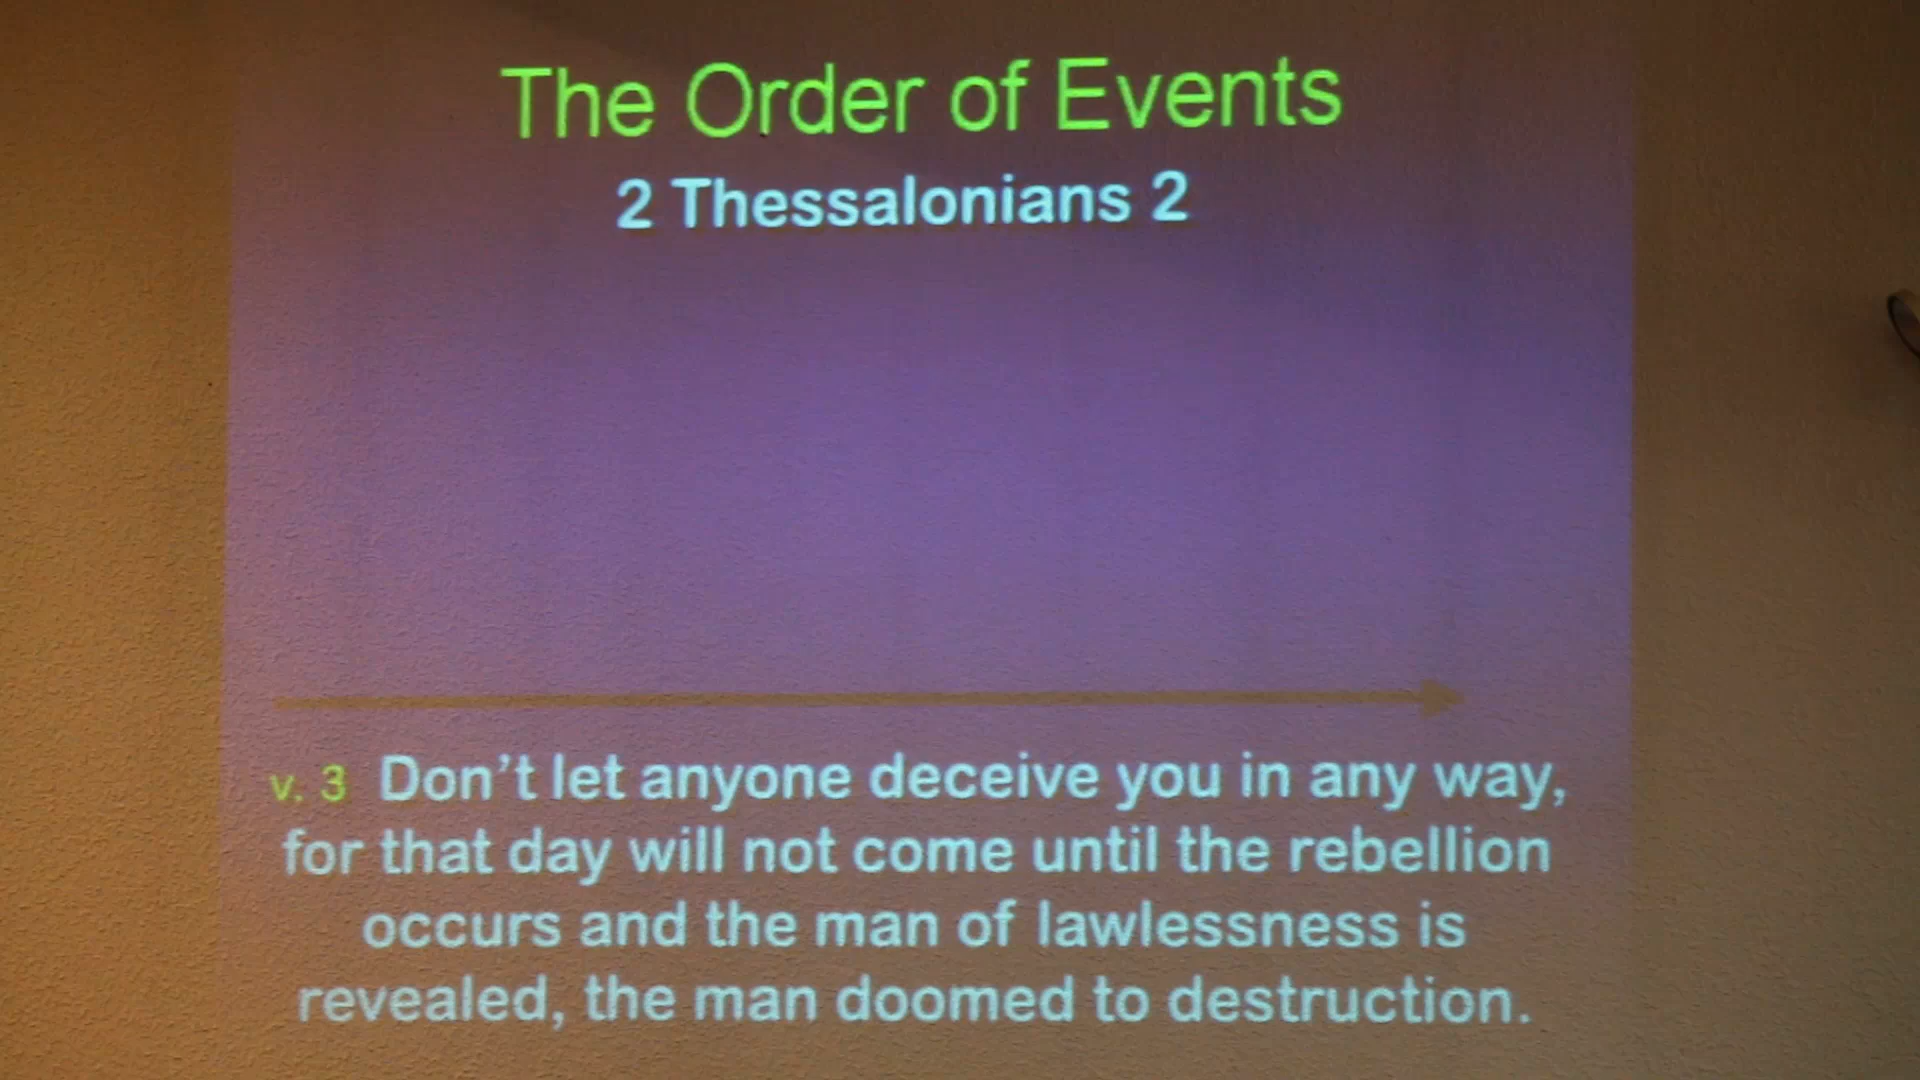 The Order of Events
2 Thessalonians 2
v. 3 Don't let anyone deceive you in any way,
for that day will not come until the rebellion
occurs and the man of lawlessness is
revealed, the man doomed to destruction.